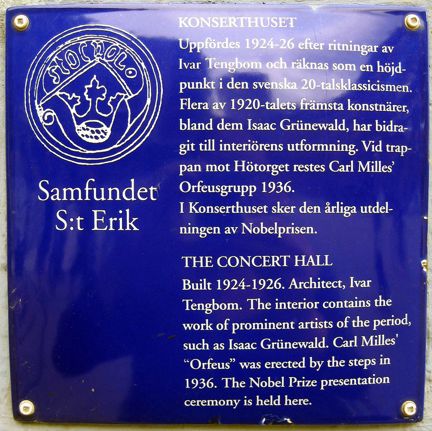 STOCHOLM
Samfundet
S:t Erik
KONSERTHUSET
Uppfördes 1924-26 efter ritningar av
Ivar Tengbom och räknas som en höjd-
punkt i den svenska 20-talsklassicismen.
Flera av 1920-talets främsta konstnärer,
bland dem Isaac Grünewald, har bidra-
git till interiörens utformning. Vid trap-
pan mot Hötorget restes Carl Milles'
Orfeusgrupp 1936.
I Konserthuset sker den årliga utdel-
ningen av Nobelprisen.
THE CONCERT HALL
Built 1924-1926. Architect, Ivar
Tengbom. The interior contains the
work of prominent artists of the period,
such as Isaac Grünewald. Carl Milles'
“Orfeus” was erected by the steps in
1936. The Nobel Prize presentation
ceremony is held here.